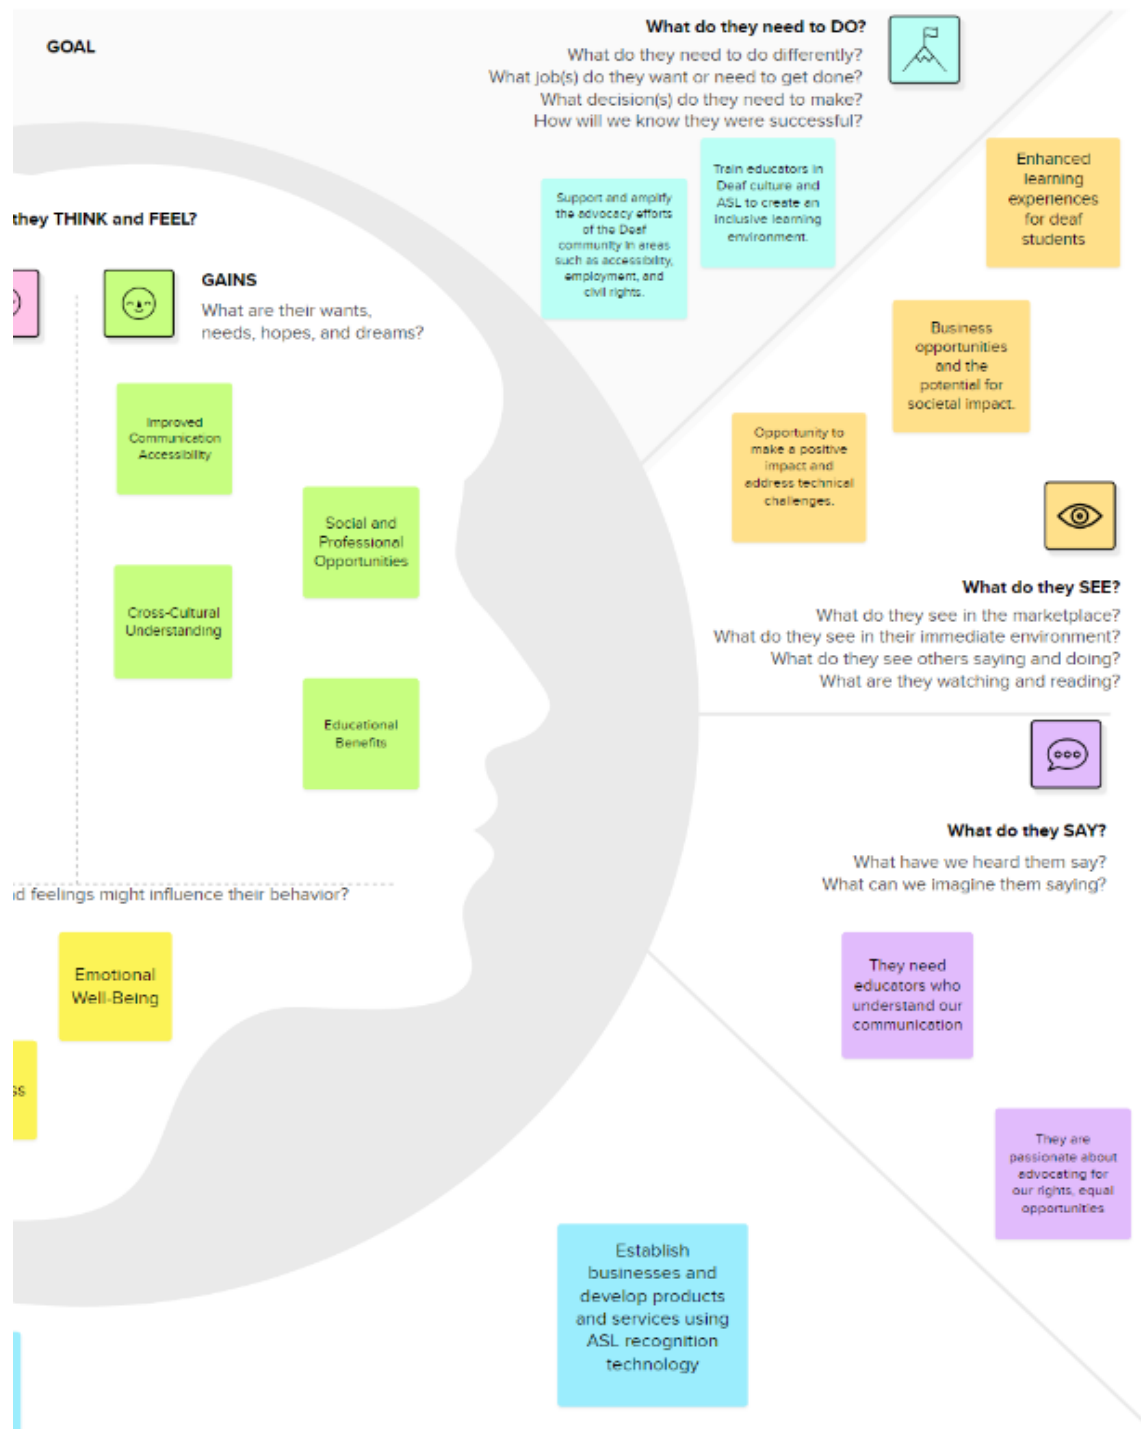 GOAL
What do they need to DO?
What do they need to do differently?
What job(s) do they want or need to get done?
What decision(s) do they need to make?
How will we know they were successful?
Support and amplify
the advocacy efforts
of the Deaf
community in areas
such as accessibility,
employment, and
civil rights.
Train educators in
Deaf culture and
ASL to create an
inclusive learning
environment.
Enhanced
learning
experiences
for deaf
students
Business
opportunities
and the
potential for
societal impact.
Opportunity to
make a positive
impact and
address technical
challenges.
What do they SEE?
What do they see in the marketplace?
What do they see in their immediate environment?
What do they see others saying and doing?
What are they watching and reading?
they THINK and FEEL?
GAINS
What are their wants,
needs, hopes, and dreams?
Improved
Communication
Accessibility
Social and
Professional
Opportunities
Cross-Cultural
Understanding
Educational
Benefits
What do they SAY?
What have we heard them say?
What can we imagine them saying?
They need
educators who
understand our
communication
They are
passionate about
advocating for
our rights, equal
opportunities
feelings might influence their behavior?
Emotional
Well-Being
Establish
businesses and
develop products
and services using
ASL recognition
technology